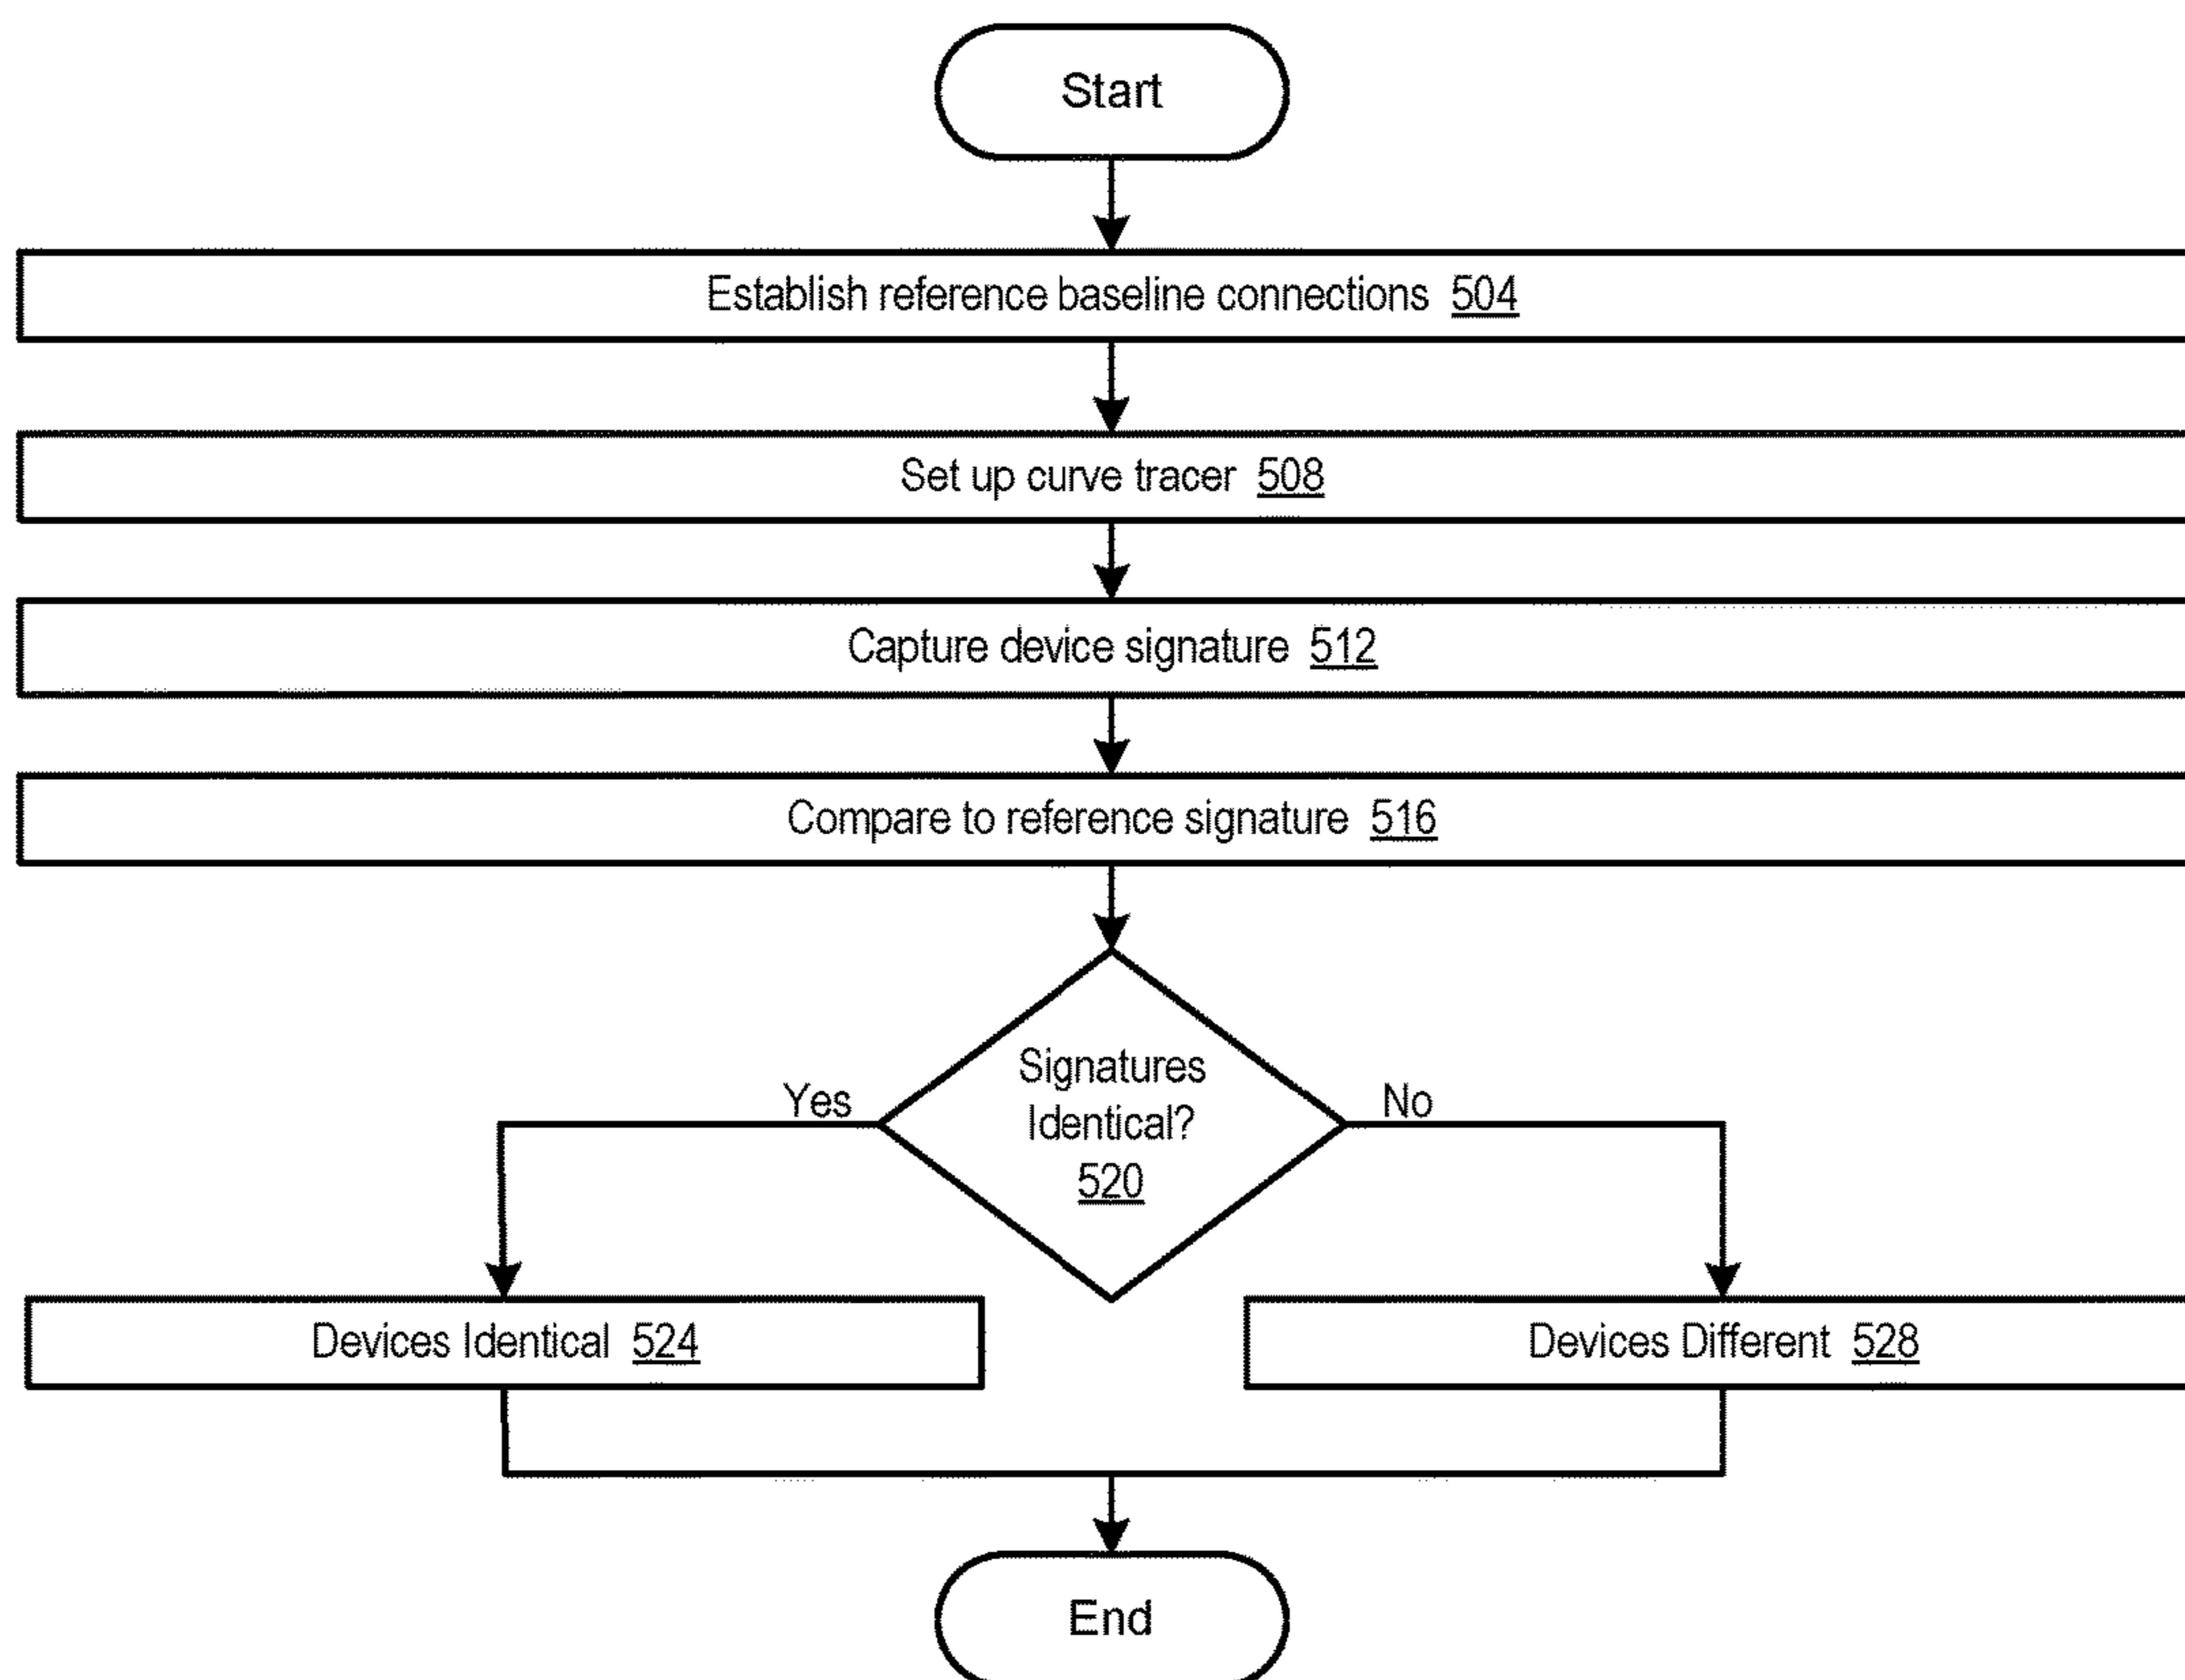 Start
Establish reference baseline connections 504
Set up curve tracer 508
Capture device signature 512
Compare to reference signature 516
Signatures
Identical?
520
Yes
No
Devices Identical 524
Devices Different 528
End